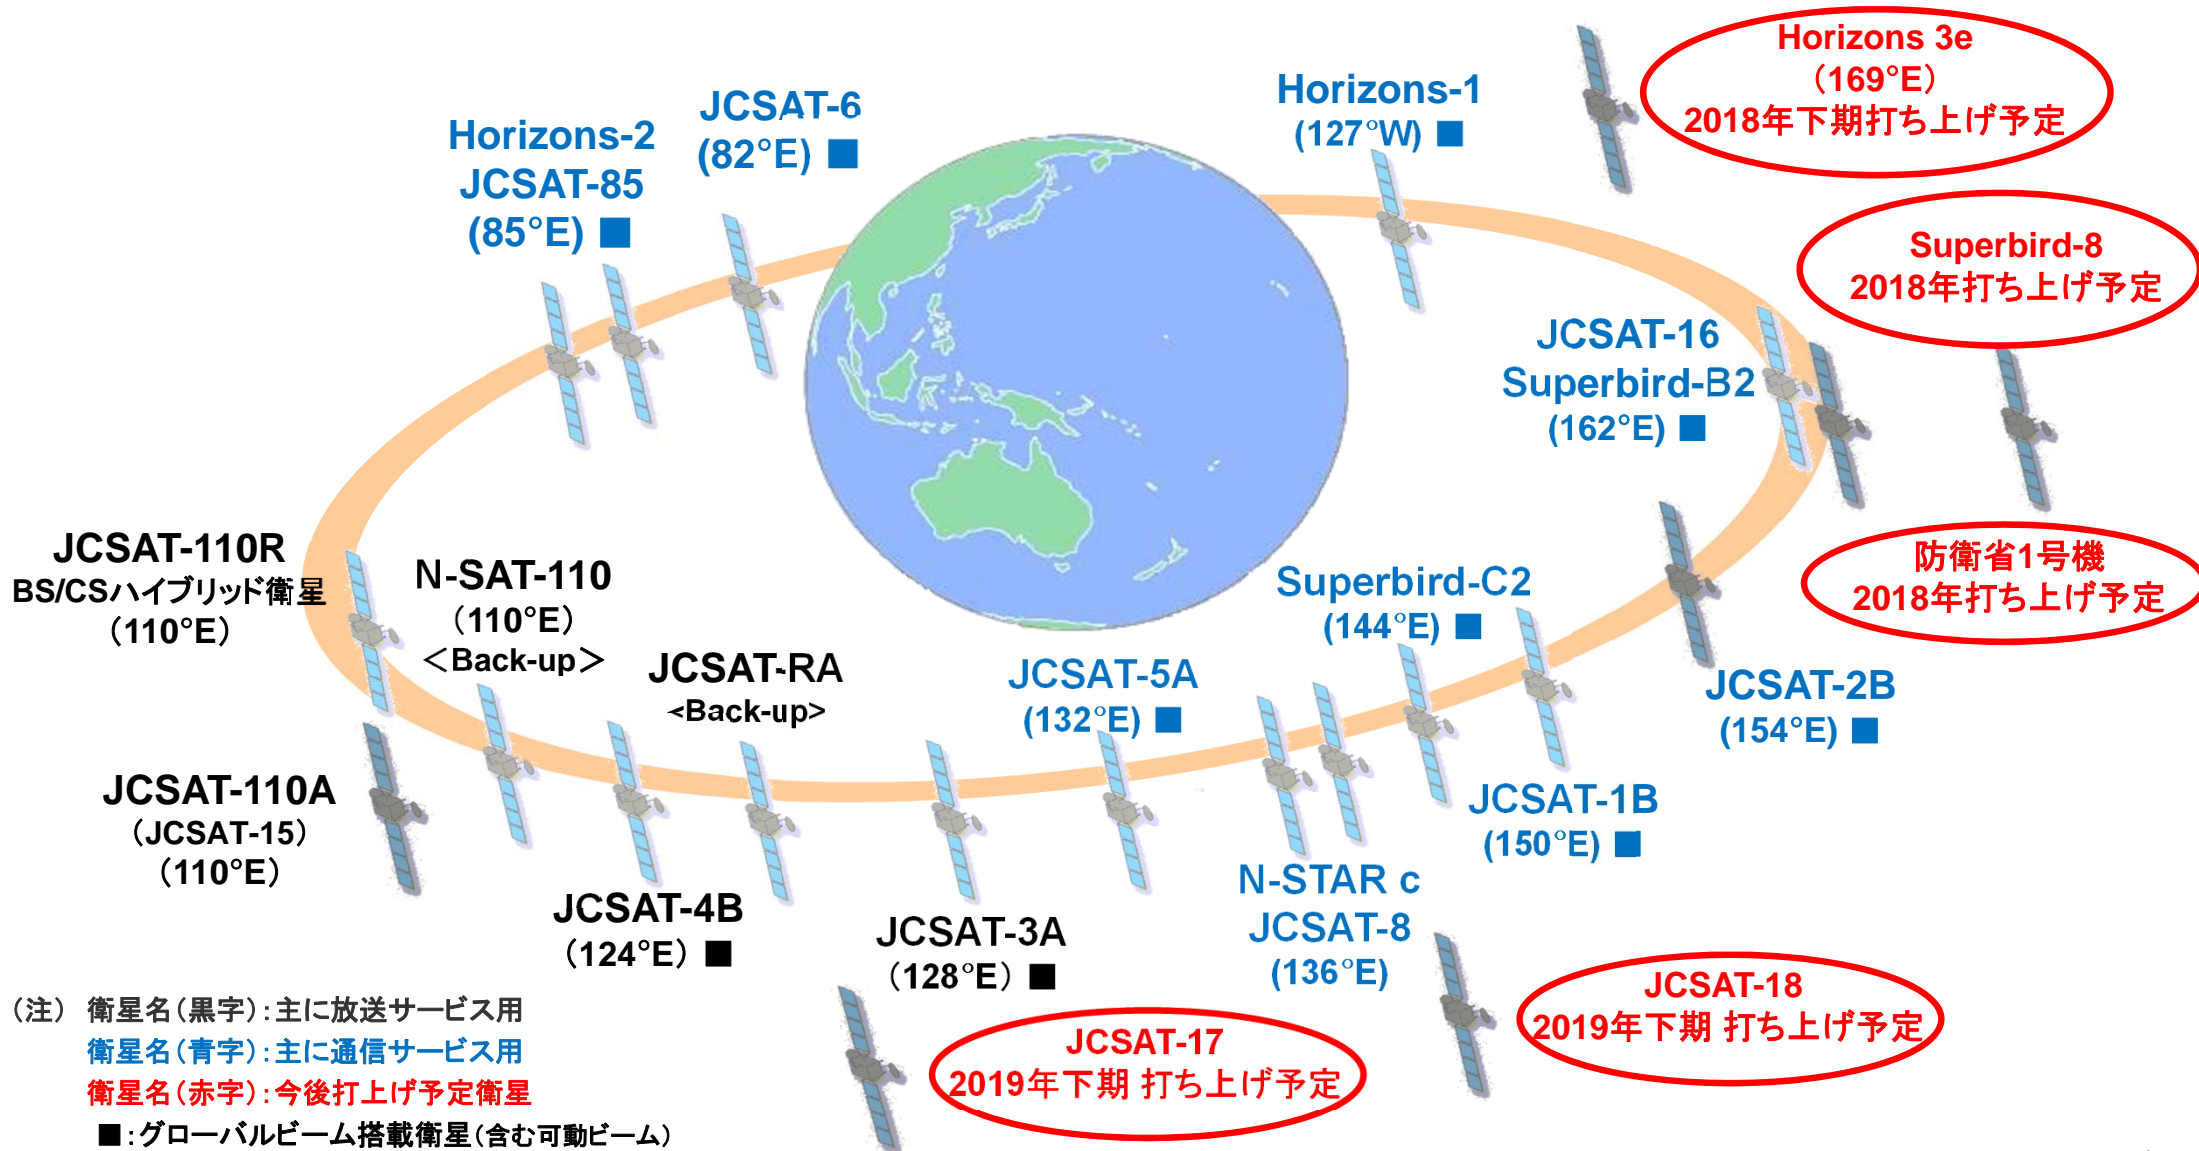 Horizons 3e
（169°E）
2018年下期打ち上げ予定
Horizons-1
(127°W) ■
JCSAT-6
(82°E) ■
Horizons-2
JCSAT-85
(85°E) ■
Superbird-8
2018年打ち上げ予定
JCSAT-16
Superbird-B2
(162°E) ■
防衛省1号機
2018年打ち上げ予定
JCSAT-110R
BS/CSハイブリッド衛星
（110°E）
N-SAT-110
（110°E）
＜Back-up＞
JCSAT-RA
<Back-up>
JCSAT-5A
(132°E) ■
Superbird-C2
(144°E) ■
JCSAT-2B
(154°E) ■
JCSAT-110A
（JCSAT-15）
（110°E）
JCSAT-1B
(150°E) ■
JCSAT-4B
（124°E）■
JCSAT-3A
（128°E）■
N-STAR c
JCSAT-8
(136°E)
JCSAT-18
2019年下期 打ち上げ予定
JCSAT-17
2019年下期 打ち上げ予定
（注） 衛星名（黒字）：主に放送サービス用
衛星名（青字）：主に通信サービス用
衛星名（赤字）：今後打上げ予定衛星
■：グローバルビーム搭載衛星（含む可動ビーム）